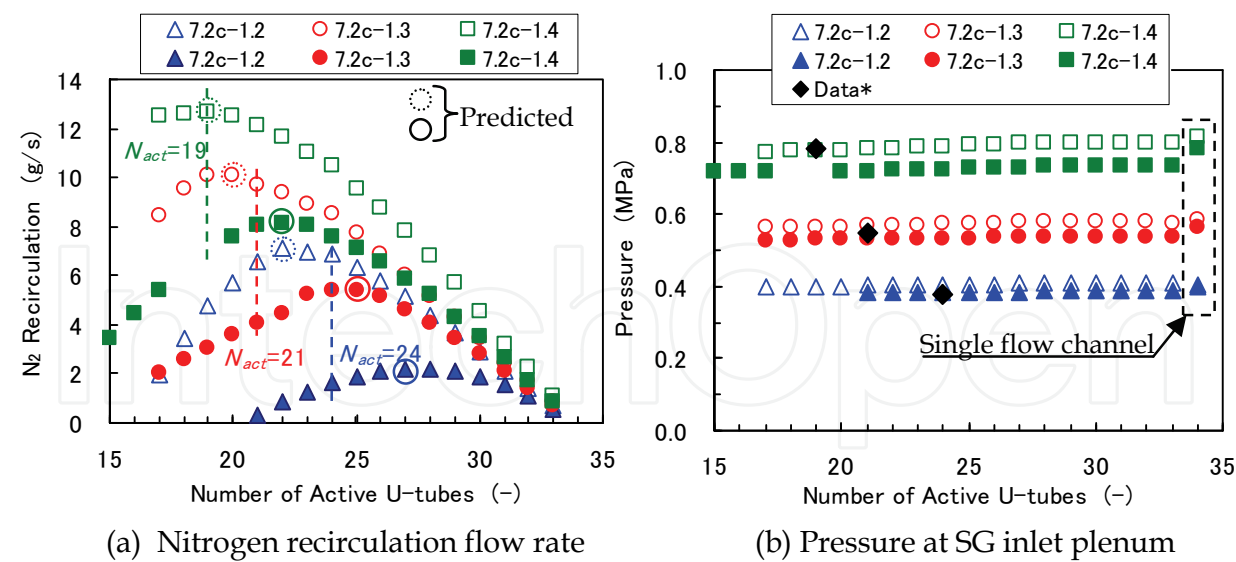 7.2c-1.2 7.2c-1.3 7.2c-1.4
7.2c-1.2 7.2c-1.3 7.2c-1.4
14
12
10
8
6
4
2
0
N₂ Recirculation (g/s)
Predicted
N_act=19
N_act=21
N_act=24
15 20 25 30 35
Number of Active U-tubes (-)
(a) Nitrogen recirculation flow rate
7.2c-1.2 7.2c-1.3 7.2c-1.4
7.2c-1.2 7.2c-1.3 7.2c-1.4
Data*
1.0
0.8
0.6
0.4
0.2
0.0
Pressure (MPa)
Single flow channel
15 20 25 30 35
Number of Active U-tubes (-)
(b) Pressure at SG inlet plenum
intechopen